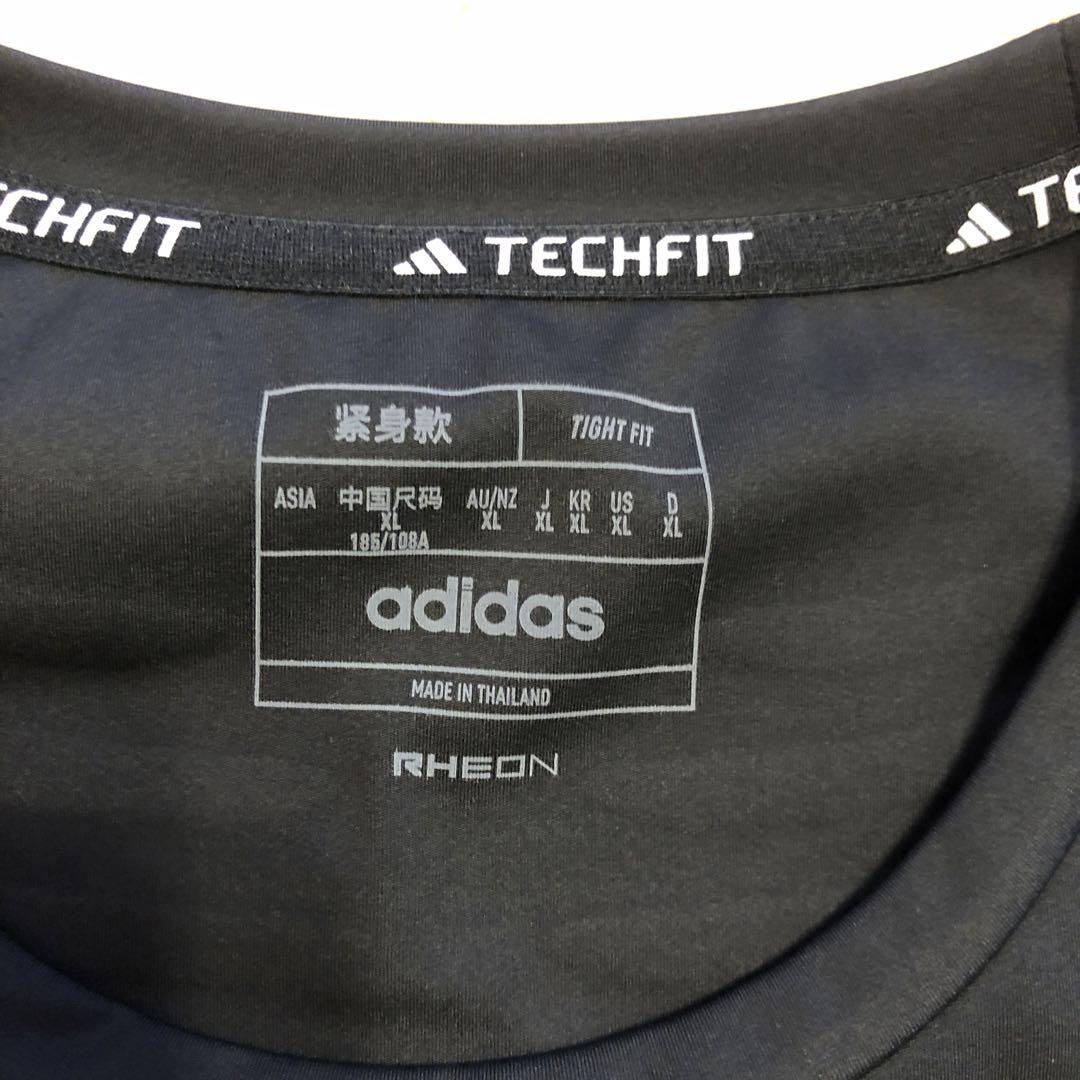 CHFIT TECHFIT TE
紧身款 TIGHT FIT
ASIA 中国尺码 AU/NZ J KR US D
XL XL XL XL XL XL
185/108A
adidas
MADE IN THAILAND
RHEON